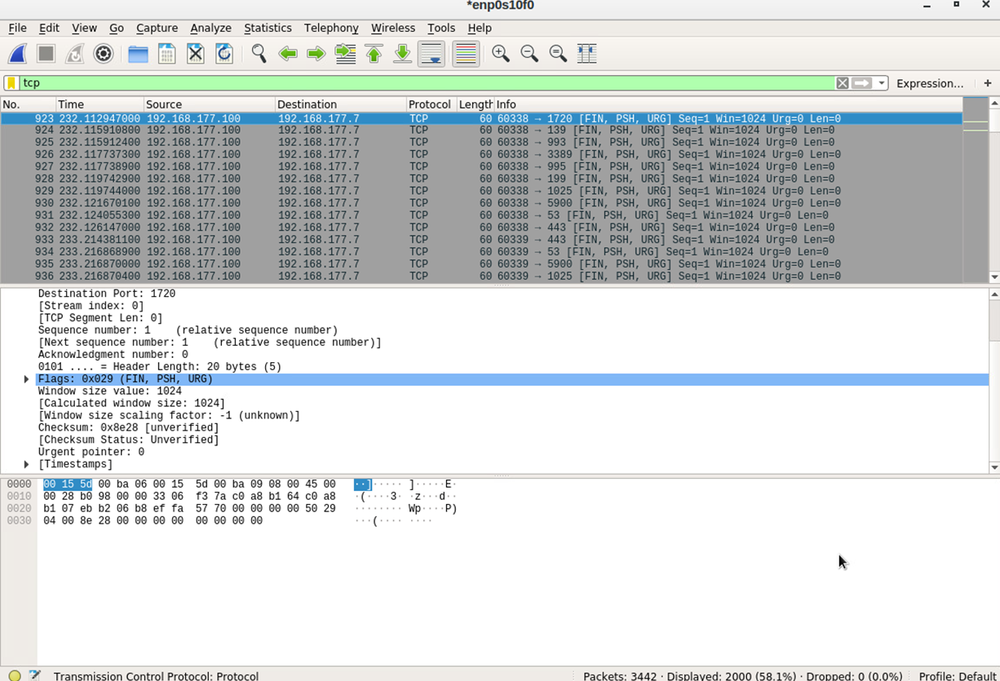 *enp0s10f0
File Edit View Go Capture Analyze Statistics Telephony Wireless Tools Help
tcp Expression... +
No. Time Source Destination Protocol Length Info
923 232.112947000 192.168.177.100 192.168.177.7 TCP 60 60338 → 1720 [FIN, PSH, URG] Seq=1 Win=1024 Urg=0 Len=0
924 232.115910800 192.168.177.100 192.168.177.7 TCP 60 60338 → 139 [FIN, PSH, URG] Seq=1 Win=1024 Urg=0 Len=0
925 232.115912400 192.168.177.100 192.168.177.7 TCP 60 60338 → 993 [FIN, PSH, URG] Seq=1 Win=1024 Urg=0 Len=0
926 232.117737300 192.168.177.100 192.168.177.7 TCP 60 60338 → 3389 [FIN, PSH, URG] Seq=1 Win=1024 Urg=0 Len=0
927 232.117738900 192.168.177.100 192.168.177.7 TCP 60 60338 → 995 [FIN, PSH, URG] Seq=1 Win=1024 Urg=0 Len=0
928 232.119742900 192.168.177.100 192.168.177.7 TCP 60 60338 → 199 [FIN, PSH, URG] Seq=1 Win=1024 Urg=0 Len=0
929 232.119744000 192.168.177.100 192.168.177.7 TCP 60 60338 → 1025 [FIN, PSH, URG] Seq=1 Win=1024 Urg=0 Len=0
930 232.121670100 192.168.177.100 192.168.177.7 TCP 60 60338 → 5900 [FIN, PSH, URG] Seq=1 Win=1024 Urg=0 Len=0
931 232.124055300 192.168.177.100 192.168.177.7 TCP 60 60338 → 53 [FIN, PSH, URG] Seq=1 Win=1024 Urg=0 Len=0
932 232.126147000 192.168.177.100 192.168.177.7 TCP 60 60338 → 443 [FIN, PSH, URG] Seq=1 Win=1024 Urg=0 Len=0
933 233.214381100 192.168.177.100 192.168.177.7 TCP 60 60339 → 443 [FIN, PSH, URG] Seq=1 Win=1024 Urg=0 Len=0
934 233.216868900 192.168.177.100 192.168.177.7 TCP 60 60339 → 53 [FIN, PSH, URG] Seq=1 Win=1024 Urg=0 Len=0
935 233.216870000 192.168.177.100 192.168.177.7 TCP 60 60339 → 5900 [FIN, PSH, URG] Seq=1 Win=1024 Urg=0 Len=0
936 233.216870400 192.168.177.100 192.168.177.7 TCP 60 60339 → 1025 [FIN, PSH, URG] Seq=1 Win=1024 Urg=0 Len=0
Destination Port: 1720
[Stream index: 0]
[TCP Segment Len: 0]
Sequence number: 1 (relative sequence number)
[Next sequence number: 1 (relative sequence number)]
Acknowledgment number: 0
0101 .... = Header Length: 20 bytes (5)
Flags: 0x029 (FIN, PSH, URG)
Window size value: 1024
[Calculated window size: 1024]
[Window size scaling factor: -1 (unknown)]
Checksum: 0x8e28 [unverified]
[Checksum Status: Unverified]
Urgent pointer: 0
[Timestamps]
0000 00 15 5d 00 ba 06 00 15 5d 00 ba 09 08 00 45 00 ··]····· ]·····E·
0010 00 28 b0 98 00 00 33 06 f3 7a c0 a8 b1 64 c0 a8 ·(····3· ·z···d··
0020 b1 07 eb b2 06 b8 ef fa 57 70 00 00 00 00 50 29 ········ Wp····P)
0030 04 00 8e 28 00 00 00 00 00 00 00 00 ···(···· ····
Transmission Control Protocol: Protocol Packets: 3442 · Displayed: 2000 (58.1%) · Dropped: 0 (0.0%) Profile: Default